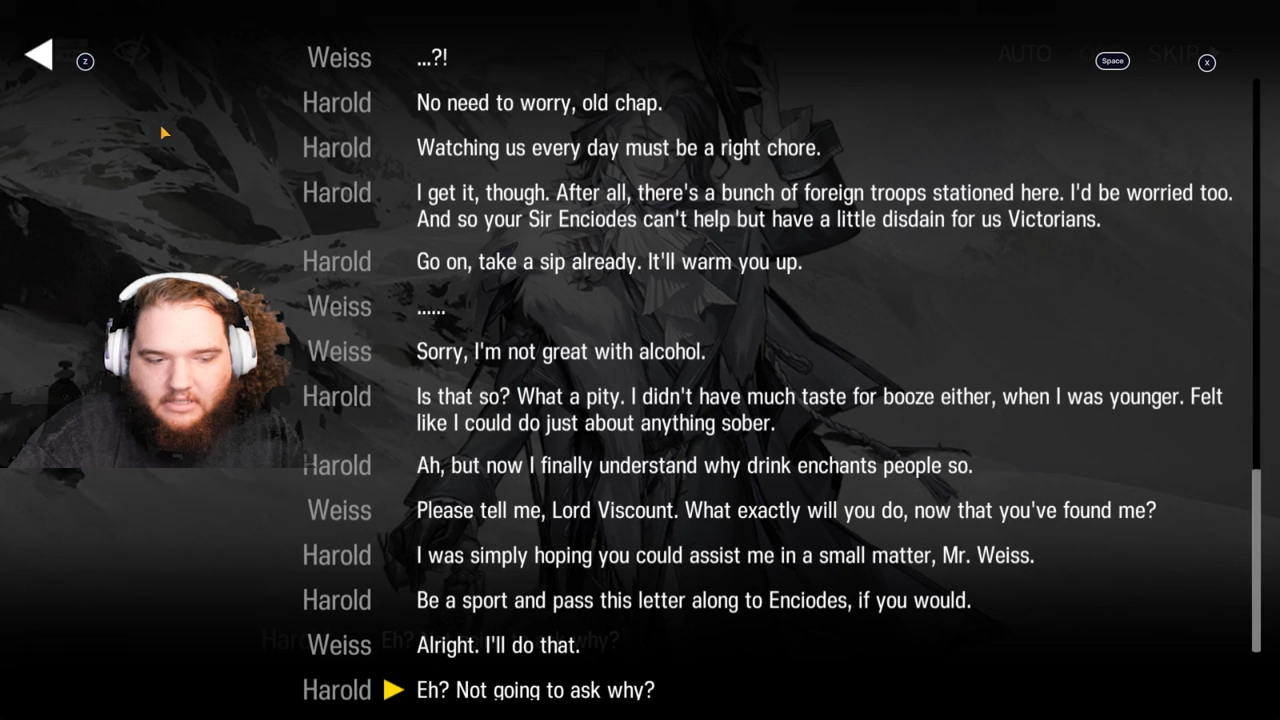 Z
AUTO
Space
SKIP
X
Weiss ...?!
Harold No need to worry, old chap.
Harold Watching us every day must be a right chore.
Harold I get it, though. After all, there's a bunch of foreign troops stationed here. I'd be worried too.
And so your Sir Enciodes can't help but have a little disdain for us Victorians.
Harold Go on, take a sip already. It'll warm you up.
Weiss ......
Weiss Sorry, I'm not great with alcohol.
Harold Is that so? What a pity. I didn't have much taste for booze either, when I was younger. Felt
like I could do just about anything sober.
Harold Ah, but now I finally understand why drink enchants people so.
Weiss Please tell me, Lord Viscount. What exactly will you do, now that you've found me?
Harold I was simply hoping you could assist me in a small matter, Mr. Weiss.
Harold Be a sport and pass this letter along to Enciodes, if you would.
Weiss Alright. I'll do that.
Harold Eh? Not going to ask why?